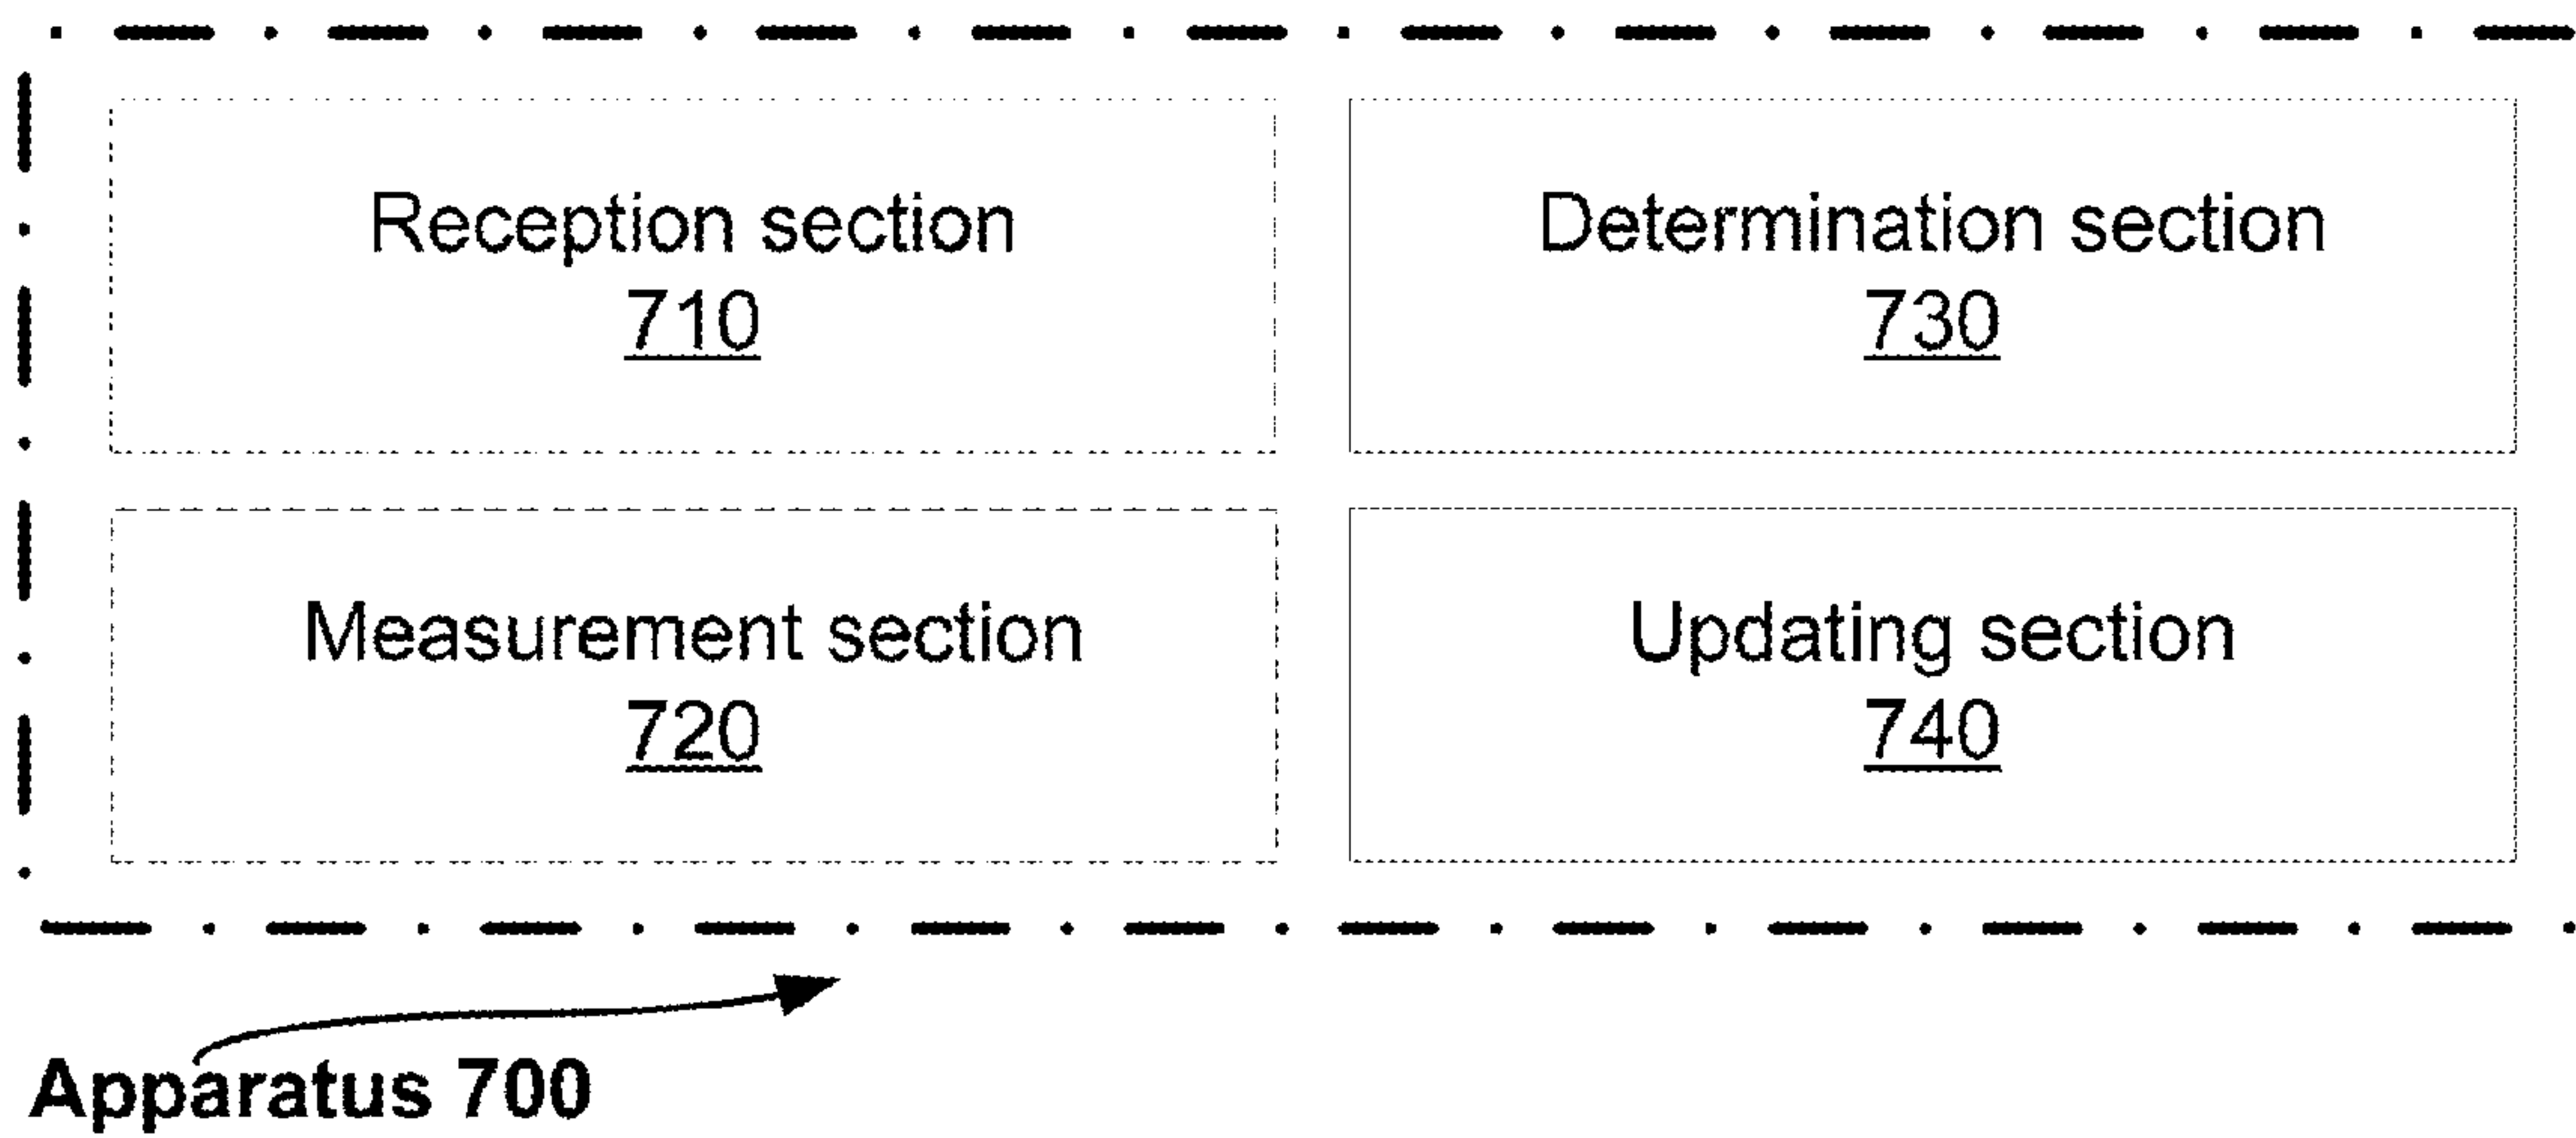 Reception section
710
Determination section
730
Measurement section
720
Updating section
740
Apparatus 700